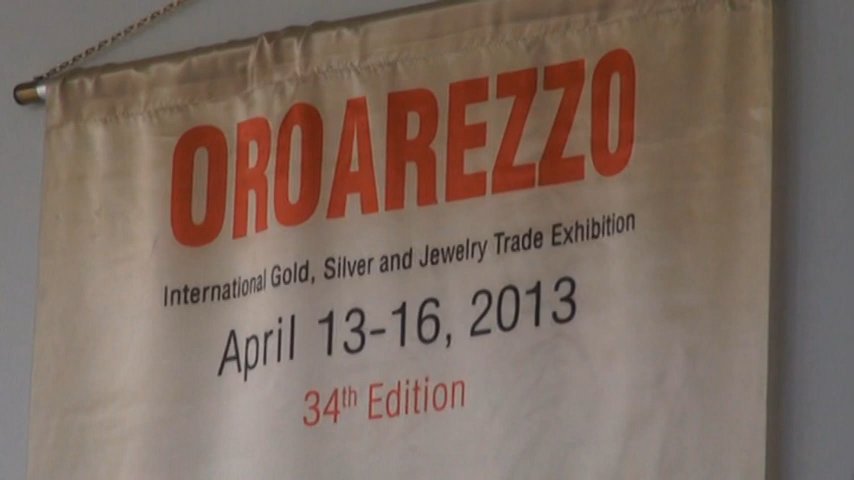 OROAREZZO
International Gold, Silver and Jewelry Trade Exhibition
April 13-16, 2013
34th Edition